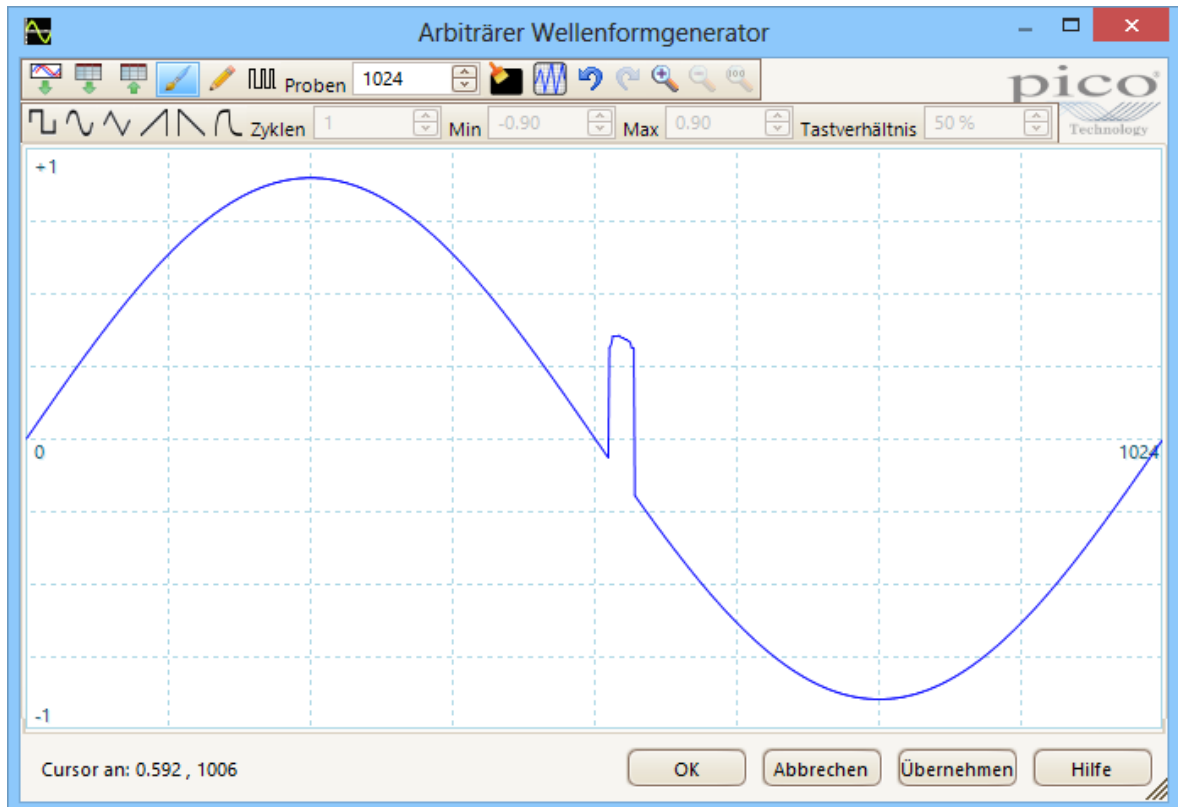 Arbiträrer Wellenformgenerator
Proben 1024
pico
Technology
Zyklen 1 Min -0.90 Max 0.90 Tastverhältnis 50 %
+1
0
1024
-1
Cursor an: 0.592 , 1006
OK Abbrechen Übernehmen Hilfe